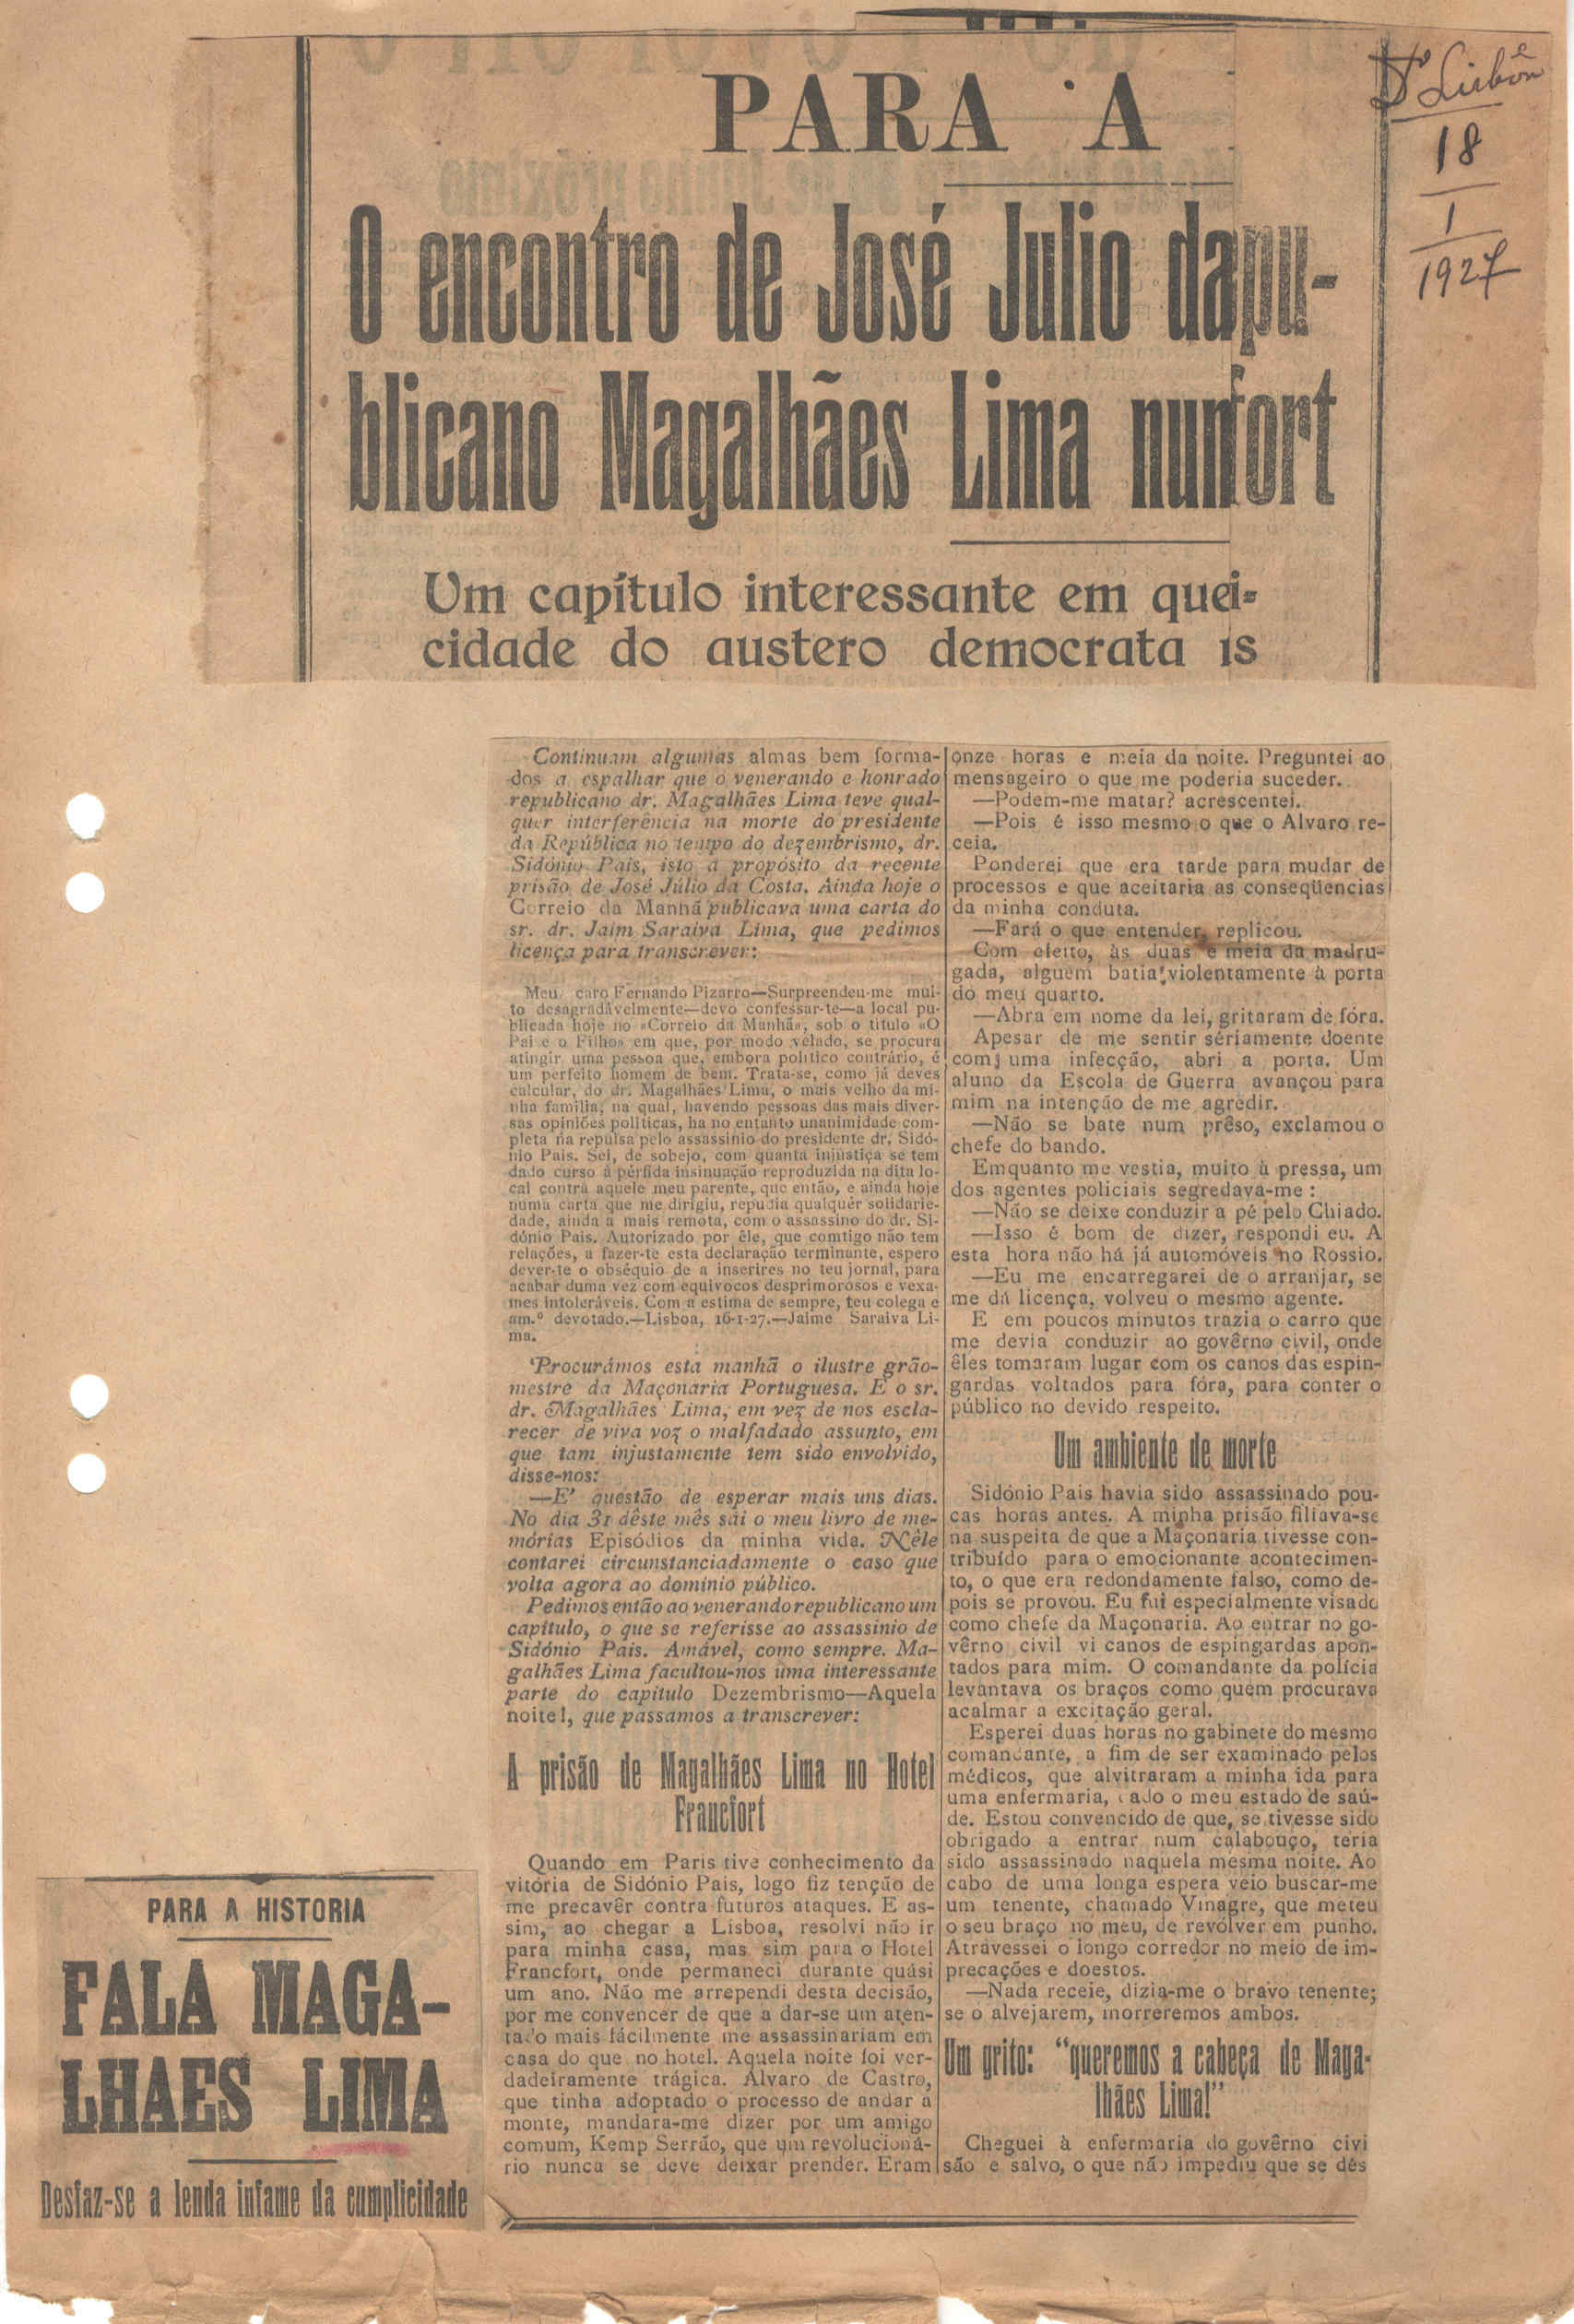 PARA A
O encontro de José Julio dapu-
blicano Magalhães Lima numfort
Um capítulo interessante em quei-
cidade do austero democrata is
18
1
1927
Continuam algumas almas bem forma-
dos a espalhar que o venerando e honrado
republicano dr. Magalhães Lima teve qual-
quer interferência na morte do presidente
da República no tempo do dezembrismo, dr.
Sidónio Pais, isto a propósito da recente
prisão de José Júlio da Costa. Ainda hoje o
Correio da Manhã publicava uma carta do
sr. dr. Jaim Saraiva Lima, que pedimos
licença para transcrever:
Meu caro Fernando Pizarro—Surpreendeu-me mui-
to desagradávelmente—devo confessar-te—a local pu-
blicada hoje no «Correio da Manhã», sob o titulo «O
Pai e o Filho» em que, por modo velado, se procura
atingir uma pessoa que, embora politico contrário, é
um perfeito homem de bem. Trata-se, como já deves
calcular, do dr. Magalhães Lima, o mais velho da mi-
nha familia, na qual, havendo pessoas das mais diver-
sas opiniões politicas, ha no entanto unanimidade com-
pleta na repulsa pelo assassinio do presidente dr. Sidó-
nio Pais. Sei, de sobejo, com quanta injustiça se tem
dado curso à pérfida insinuação reproduzida na dita lo-
cal contra aquele meu parente, que então, e ainda hoje
numa carta que me dirigiu, repudia qualquér solidarie-
dade, ainda a mais remota, com o assassino do dr. Si-
dónio Pais. Autorizado por êle, que comtigo não tem
relações, a fazer-te esta declaração terminante, espero
dever-te o obséquio de a inserires no teu jornal, para
acabar duma vez com equivocos desprimorosos e vexa-
mes intoleráveis. Com a estima de sempre, teu colega e
am.º devotado.—Lisboa, 16-1-27.—Jaime Saraiva Li-
ma.
Procurámos esta manhã o ilustre grão-
mestre da Maçonaria Portuguesa. E o sr.
dr. Magalhães Lima, em vez de nos escla-
recer de viva voz o malfadado assunto, em
que tam injustamente tem sido envolvido,
disse-nos:
—E' questão de esperar mais uns dias.
No dia 31 dêste mês sái o meu livro de me-
mórias Episódios da minha vida. Nêle
contarei circunstanciadamente o caso que
volta agora ao dominio público.
Pedimos então ao venerando republicano um
capítulo, o que se referisse ao assassinio de
Sidónio Pais. Amável, como sempre. Ma-
galhães Lima facultou-nos uma interessante
parte do capitulo Dezembrismo—Aquela
noite!, que passamos a transcrever:
A prisão de Magalhães Lima no Hotel
Francfort
Quando em Paris tive conhecimento da
vitória de Sidónio Pais, logo fiz tenção de
me precavêr contra futuros ataques. E as-
sim, ao chegar a Lisboa, resolvi não ir
para minha casa, mas sim para o Hotel
Francfort, onde permaneci durante quási
um ano. Não me arrependi desta decisão,
por me convencer de que a dar-se um aten-
tado mais fácilmente me assassinariam em
casa do que no hotel. Aquela noite foi ver-
dadeiramente trágica. Alvaro de Castro,
que tinha adoptado o processo de andar a
monte, mandara-me dizer por um amigo
comum, Kemp Serrão, que um revolucioná-
rio nunca se deve deixar prender. Eram
onze horas e meia da noite. Preguntei ao
mensageiro o que me poderia suceder.
—Podem-me matar? acrescentei.
—Pois é isso mesmo o que o Alvaro re-
ceia.
Ponderei que era tarde para mudar de
processos e que aceitaria as conseqüencias
da minha conduta.
—Fará o que entender, replicou.
Com efeito, às duas e meia da madru-
gada, alguem batia violentamente à porta
do meu quarto.
—Abra em nome da lei, gritaram de fóra.
Apesar de me sentir sériamente doente
com uma infecção, abri a porta. Um
aluno da Escola de Guerra avançou para
mim na intenção de me agredir.
—Não se bate num prêso, exclamou o
chefe do bando.
Emquanto me vestia, muito à pressa, um
dos agentes policiais segredava-me :
—Não se deixe conduzir a pé pelo Chiado.
—Isso é bom de dizer, respondi eu. A
esta hora não há já automóveis no Rossio.
—Eu me encarregarei de o arranjar, se
me dá licença, volveu o mesmo agente.
E em poucos minutos trazia o carro que
me devia conduzir ao govêrno civil, onde
êles tomaram lugar com os canos das espin-
gardas voltados para fóra, para conter o
público no devido respeito.
Um ambiente de morte
Sidónio Pais havia sido assassinado pou-
cas horas antes. A minha prisão filiava-se
na suspeita de que a Maçonaria tivesse con-
tribuído para o emocionante acontecimen-
to, o que era redondamente falso, como de-
pois se provou. Eu fui especialmente visado
como chefe da Maçonaria. Ao entrar no go-
vêrno civil vi canos de espingardas apon-
tados para mim. O comandante da polícia
levantava os braços como quem procurava
acalmar a excitação geral.
Esperei duas horas no gabinete do mesmo
comandante, a fim de ser examinado pelos
médicos, que alvitraram a minha ida para
uma enfermaria, dado o meu estado de saú-
de. Estou convencido de que, se tivesse sido
obrigado a entrar num calabouço, teria
sido assassinado naquela mesma noite. Ao
cabo de uma longa espera veio buscar-me
um tenente, chamado Vinagre, que meteu
o seu braço no meu, de revólver em punho.
Atravessei o longo corredor no meio de im-
precações e doestos.
—Nada receie, dizia-me o bravo tenente;
se o alvejarem, morreremos ambos.
Um grito: "queremos a cabeça de Maga-
lhães Lima!"
Cheguei à enfermaria do govêrno civi
são e salvo, o que não impediu que se dés
PARA A HISTORIA
FALA MAGA-
LHAES LIMA
Desfaz-se a lenda infame da cumplicidade